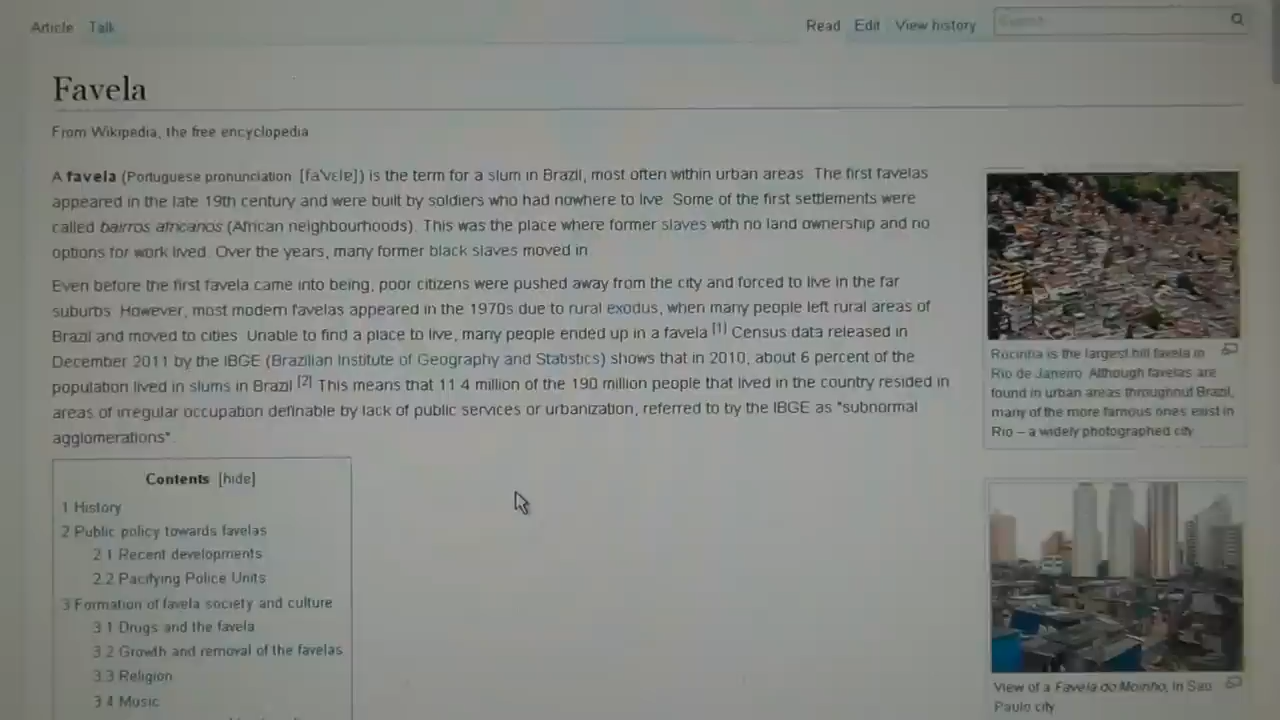 Article Talk
Read Edit View history
Search
Favela
From Wikipedia, the free encyclopedia
A favela (Portuguese pronunciation [fa'vɛlɐ]) is the term for a slum in Brazil, most often within urban areas. The first favelas
appeared in the late 19th century and were built by soldiers who had nowhere to live. Some of the first settlements were
called bairros africanos (African neighbourhoods). This was the place where former slaves with no land ownership and no
options for work lived. Over the years, many former black slaves moved in.
Even before the first favela came into being, poor citizens were pushed away from the city and forced to live in the far
suburbs. However, most modern favelas appeared in the 1970s due to rural exodus, when many people left rural areas of
Brazil and moved to cities. Unable to find a place to live, many people ended up in a favela.[1] Census data released in
December 2011 by the IBGE (Brazilian Institute of Geography and Statistics) shows that in 2010, about 6 percent of the
population lived in slums in Brazil.[2] This means that 11.4 million of the 190 million people that lived in the country resided in
areas of irregular occupation definable by lack of public services or urbanization, referred to by the IBGE as "subnormal
agglomerations".
Contents [hide]
1 History
2 Public policy towards favelas
2.1 Recent developments
2.2 Pacifying Police Units
3 Formation of favela society and culture
3.1 Drugs and the favela
3.2 Growth and removal of the favelas
3.3 Religion
3.4 Music
Rocinha is the largest hill favela in
Rio de Janeiro. Although favelas are
found in urban areas throughout Brazil,
many of the more famous ones exist in
Rio – a widely photographed city.
View of a Favela do Moinho, in Sao
Paulo city